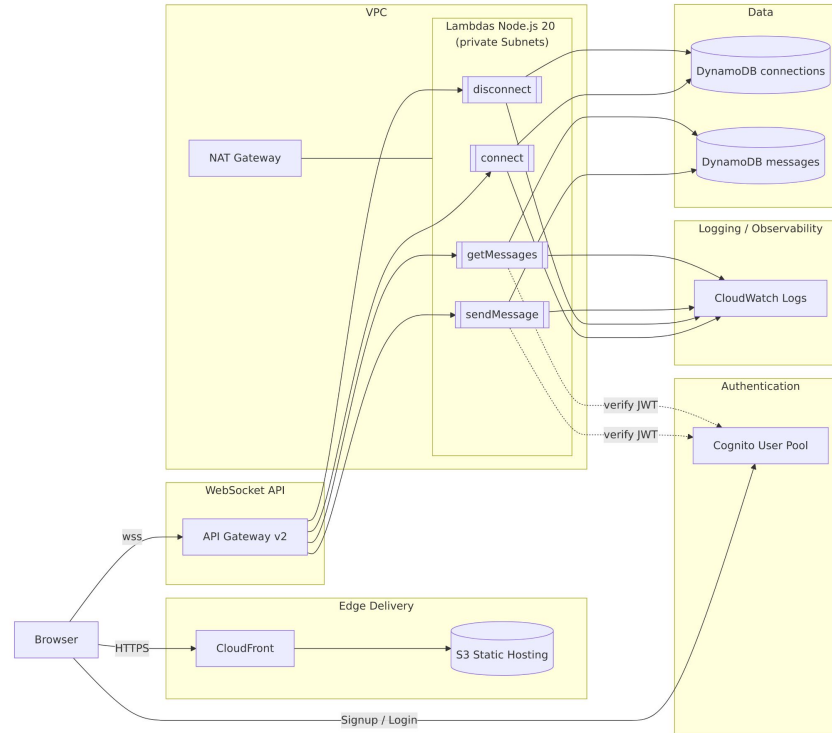 VPC
Lambdas Node.js 20
(private Subnets)
disconnect
NAT Gateway
connect
getMessages
sendMessage
Data
DynamoDB connections
DynamoDB messages
Logging / Observability
CloudWatch Logs
verify JWT
verify JWT
Authentication
Cognito User Pool
WebSocket API
wss
API Gateway v2
Edge Delivery
Browser
HTTPS
CloudFront
S3 Static Hosting
Signup / Login